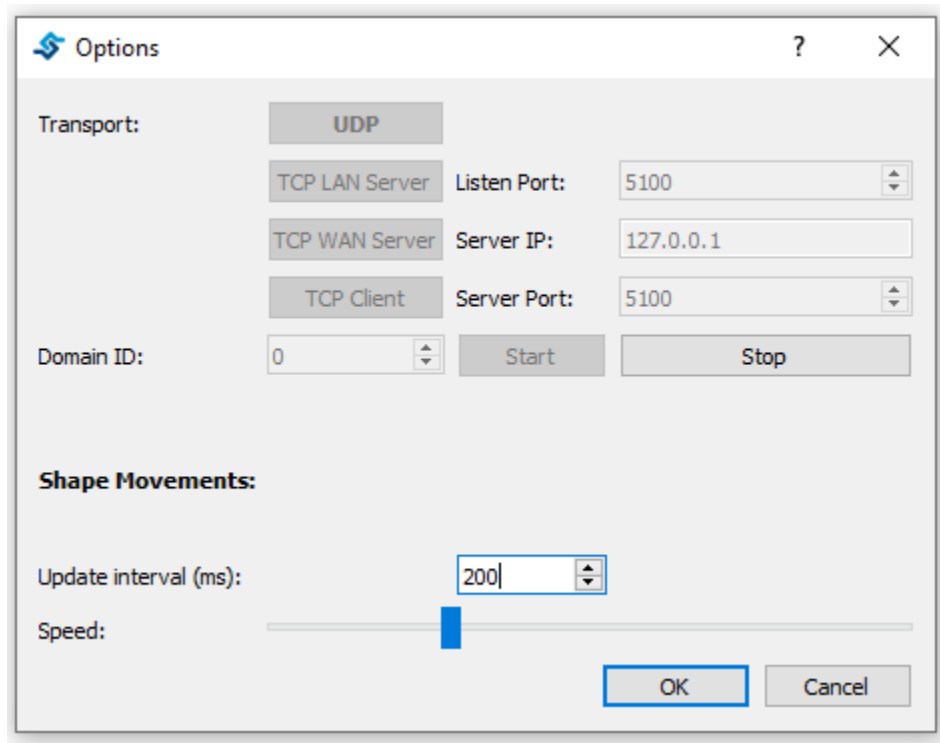 Options ?
Transport: UDP
TCP LAN Server Listen Port: 5100
TCP WAN Server Server IP: 127.0.0.1
TCP Client Server Port: 5100
Domain ID: 0 Start Stop
Shape Movements:
Update interval (ms): 200
Speed:
OK Cancel